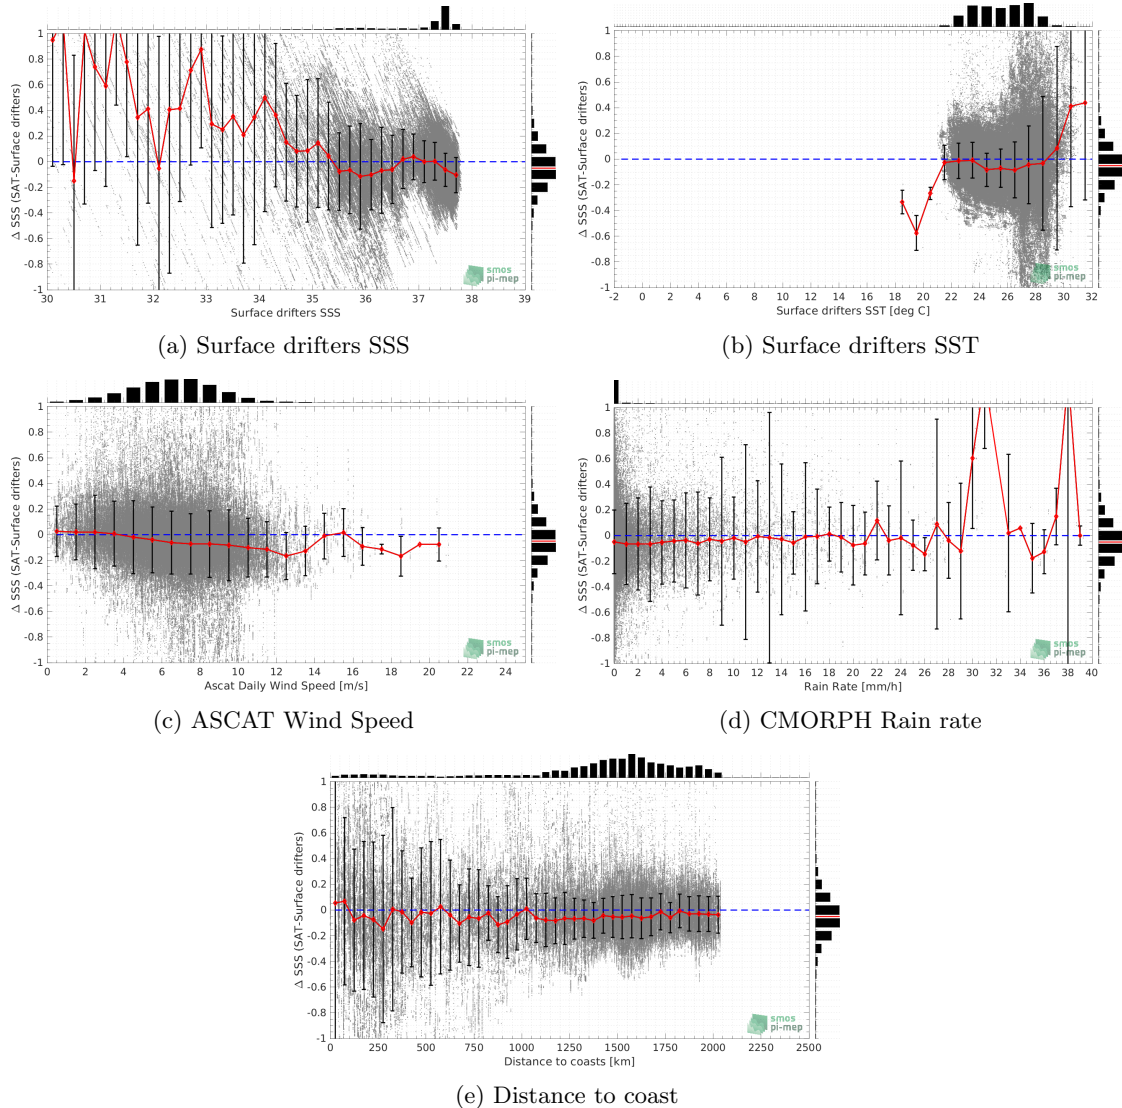 1
0.8
0.6
0.4
0.2
0
-0.2
-0.4
-0.6
-0.8
-1
Δ SSS (SAT-Surface drifters)
30 31 32 33 34 35 36 37 38 39
Surface drifters SSS
smos
pi-mep
(a) Surface drifters SSS
1
0.8
0.6
0.4
0.2
0
-0.2
-0.4
-0.6
-0.8
-1
Δ SSS (SAT-Surface drifters)
-2 0 2 4 6 8 10 12 14 16 18 20 22 24 26 28 30 32
Surface drifters SST [deg C]
smos
pi-mep
(b) Surface drifters SST
1
0.8
0.6
0.4
0.2
0
-0.2
-0.4
-0.6
-0.8
-1
Δ SSS (SAT-Surface drifters)
0 2 4 6 8 10 12 14 16 18 20 22 24
Ascat Daily Wind Speed [m/s]
smos
pi-mep
(c) ASCAT Wind Speed
1
0.8
0.6
0.4
0.2
0
-0.2
-0.4
-0.6
-0.8
-1
Δ SSS (SAT-Surface drifters)
0 2 4 6 8 10 12 14 16 18 20 22 24 26 28 30 32 34 36 38 40
Rain Rate [mm/h]
smos
pi-mep
(d) CMORPH Rain rate
1
0.8
0.6
0.4
0.2
0
-0.2
-0.4
-0.6
-0.8
-1
Δ SSS (SAT-Surface drifters)
0 250 500 750 1000 1250 1500 1750 2000 2250 2500
Distance to coasts [km]
smos
pi-mep
(e) Distance to coast